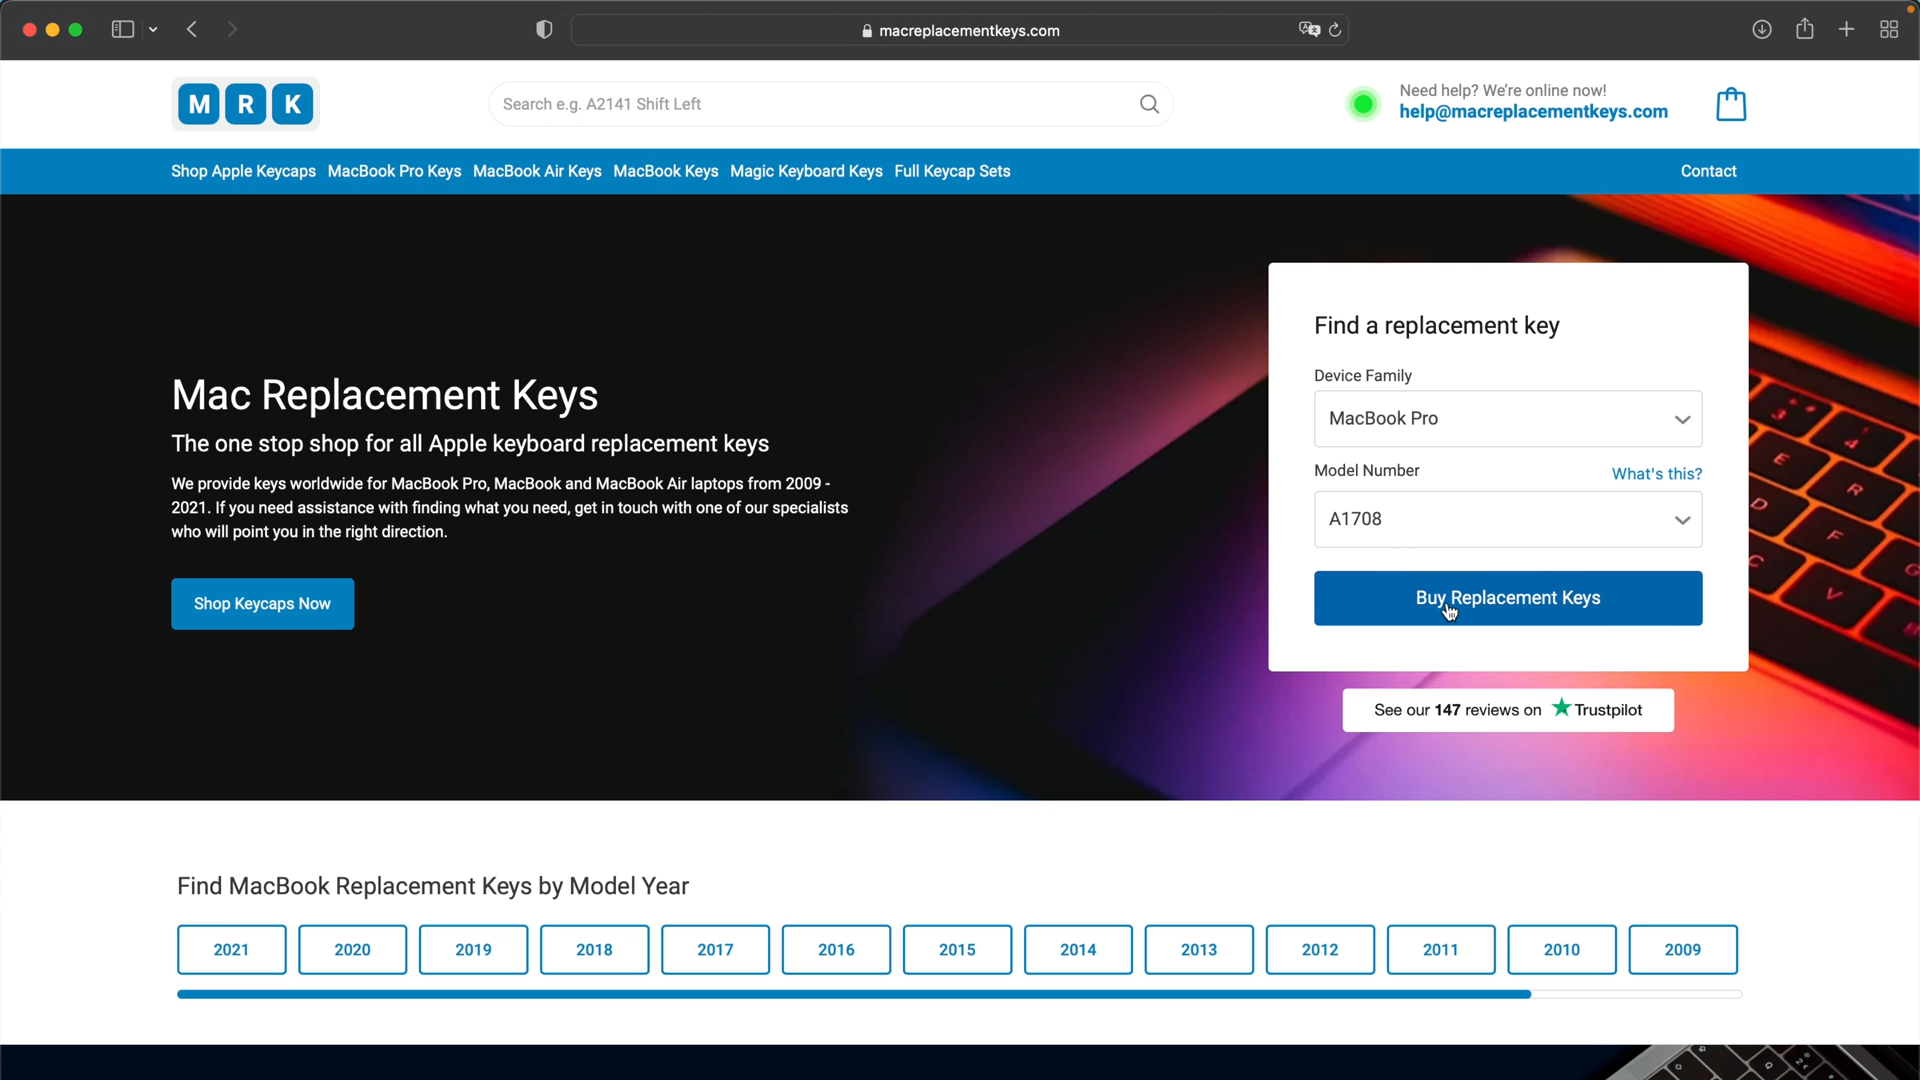 macreplacementkeys.com
M R K
Search e.g. A2141 Shift Left
Need help? We're online now!
help@macreplacementkeys.com
Shop Apple Keycaps MacBook Pro Keys MacBook Air Keys MacBook Keys Magic Keyboard Keys Full Keycap Sets
Contact
Mac Replacement Keys
The one stop shop for all Apple keyboard replacement keys
We provide keys worldwide for MacBook Pro, MacBook and MacBook Air laptops from 2009 -
2021. If you need assistance with finding what you need, get in touch with one of our specialists
who will point you in the right direction.
Shop Keycaps Now
Find a replacement key
Device Family
MacBook Pro
Model Number
What's this?
A1708
Buy Replacement Keys
See our 147 reviews on Trustpilot
3
4
E
R
D
F
G
C
V
Find MacBook Replacement Keys by Model Year
2021 2020 2019 2018 2017 2016 2015 2014 2013 2012 2011 2010 2009